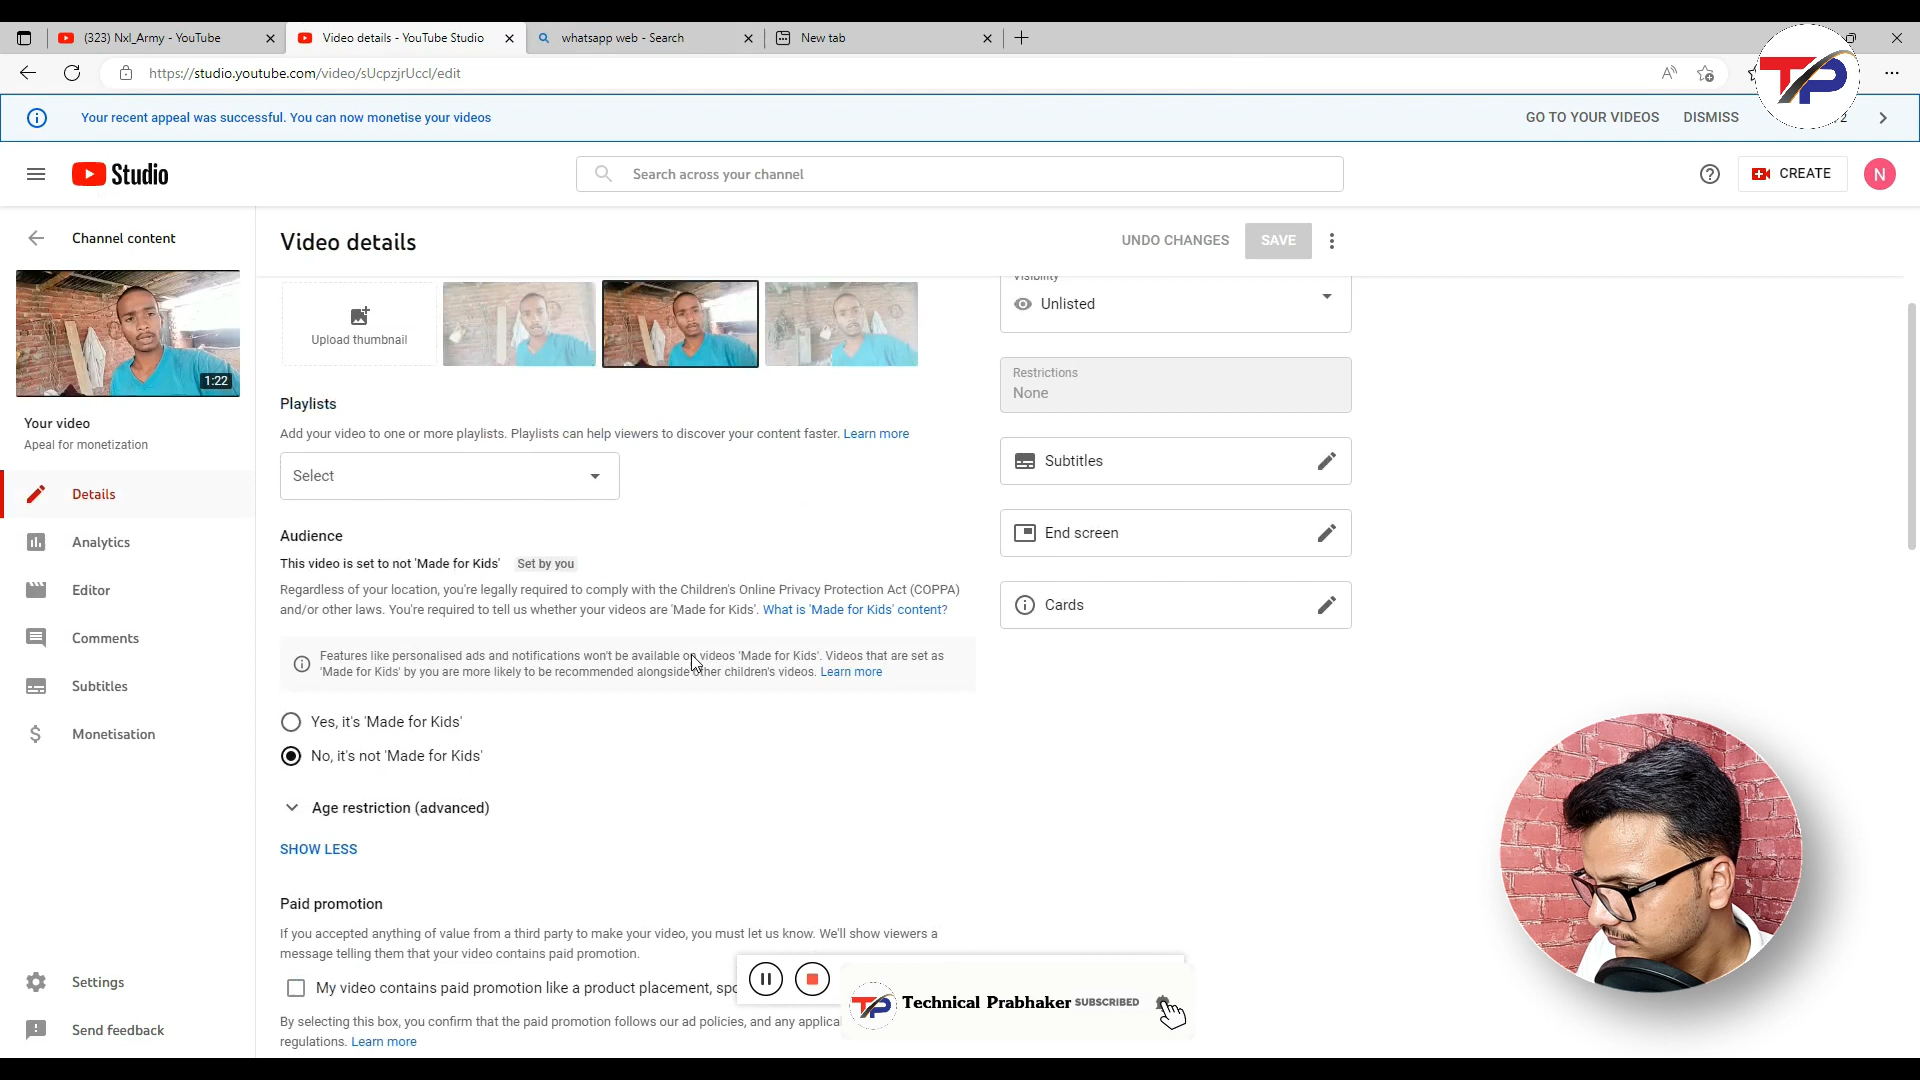 (323) Nxl_Army - YouTube
Video details - YouTube Studio
whatsapp web - Search
New tab
https://studio.youtube.com/video/sUcpzjrUccI/edit
TP
Your recent appeal was successful. You can now monetise your videos
GO TO YOUR VIDEOS
DISMISS
Studio
Search across your channel
CREATE
N
Channel content
Video details
UNDO CHANGES
SAVE
1:22
Your video
Apeal for monetization
Details
Analytics
Editor
Comments
Subtitles
Monetisation
Settings
Send feedback
Upload thumbnail
Playlists
Add your video to one or more playlists. Playlists can help viewers to discover your content faster. Learn more
Select
Audience
This video is set to not 'Made for Kids' Set by you
Regardless of your location, you're legally required to comply with the Children's Online Privacy Protection Act (COPPA)
and/or other laws. You're required to tell us whether your videos are 'Made for Kids'. What is 'Made for Kids' content?
Features like personalised ads and notifications won't be available on videos 'Made for Kids'. Videos that are set as
'Made for Kids' by you are more likely to be recommended alongside other children's videos. Learn more
Yes, it's 'Made for Kids'
No, it's not 'Made for Kids'
Age restriction (advanced)
SHOW LESS
Paid promotion
If you accepted anything of value from a third party to make your video, you must let us know. We'll show viewers a
message telling them that your video contains paid promotion.
My video contains paid promotion like a product placement, spo
By selecting this box, you confirm that the paid promotion follows our ad policies, and any applica
regulations. Learn more
Visibility
Unlisted
Restrictions
None
Subtitles
End screen
Cards
TP
Technical Prabhaker SUBSCRIBED